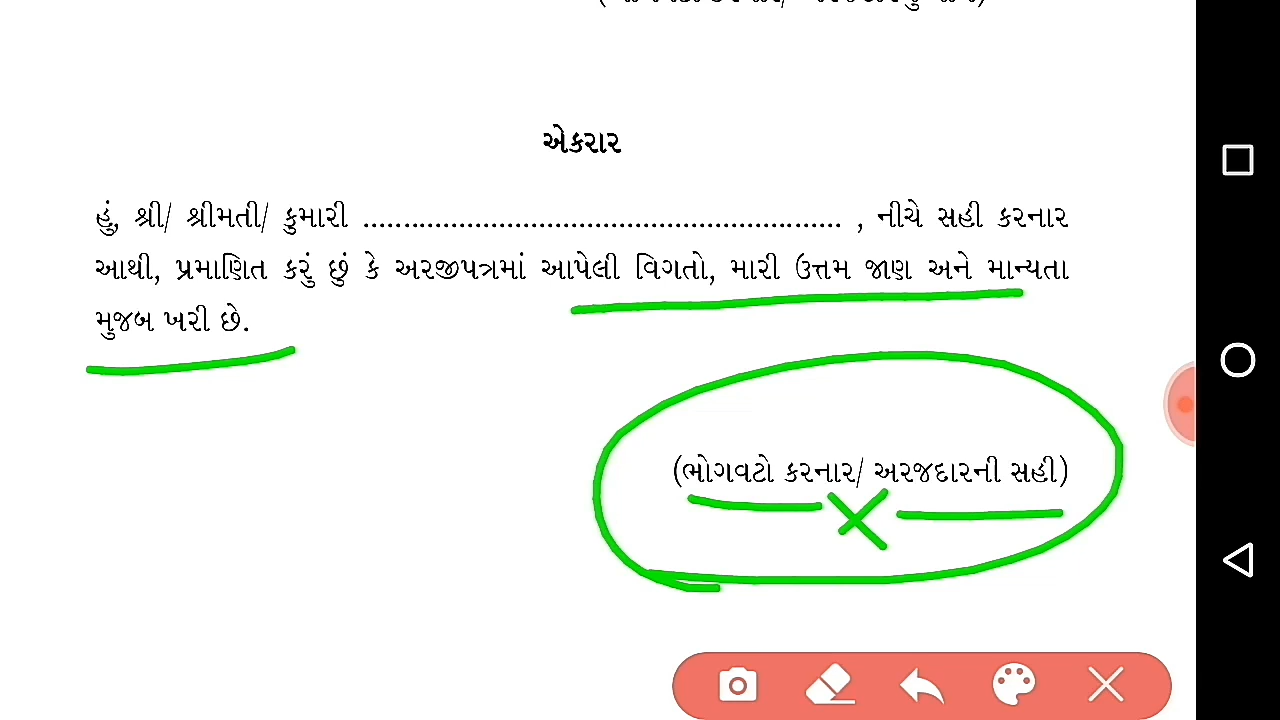 એકરાર
હું, શ્રી/ શ્રીમતી/ કુમારી ............................................................ , નીચે સહી કરનાર
આથી, પ્રમાણિત કરું છું કે અરજીપત્રમાં આપેલી વિગતો, મારી ઉત્તમ જાણ અને માન્યતા
મુજબ ખરી છે.
(ભોગવટો કરનાર/ અરજદારની સહી)